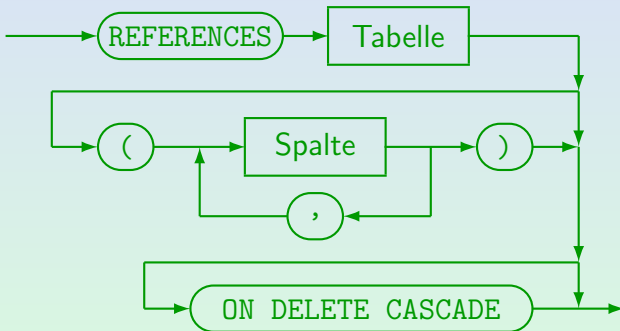 REFERENCES Tabelle
( Spalte )
,
ON DELETE CASCADE